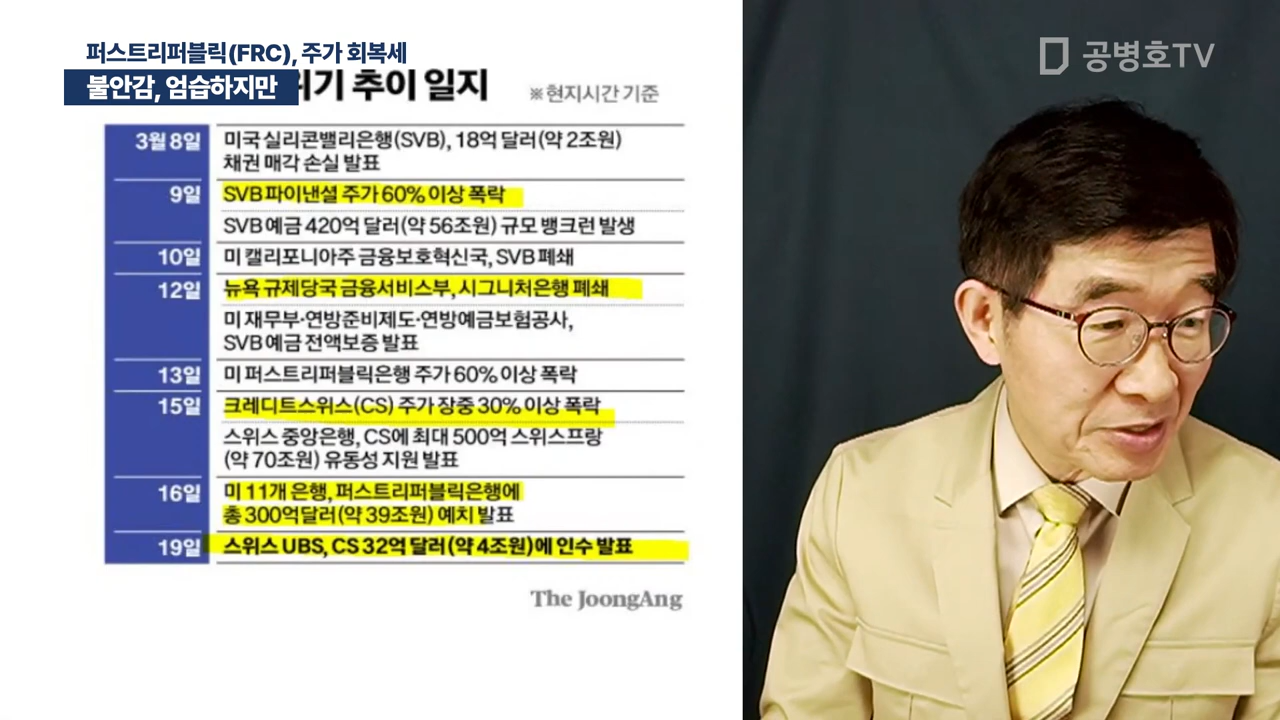 퍼스트리퍼블릭(FRC), 주가 회복세
불안감, 엄습하지만
위기 추이 일지
※현지시간 기준
공병호TV
3월 8일
미국 실리콘밸리은행(SVB), 18억 달러(약 2조원)
채권 매각 손실 발표
9일
SVB 파이낸셜 주가 60% 이상 폭락
SVB 예금 420억 달러(약 56조원) 규모 뱅크런 발생
10일
미 캘리포니아주 금융보호혁신국, SVB 폐쇄
12일
뉴욕 규제당국 금융서비스부, 시그니처은행 폐쇄
미 재무부·연방준비제도·연방예금보험공사,
SVB 예금 전액보증 발표
13일
미 퍼스트리퍼블릭은행 주가 60% 이상 폭락
15일
크레디트스위스(CS) 주가 장중 30% 이상 폭락
스위스 중앙은행, CS에 최대 500억 스위스프랑
(약 70조원) 유동성 지원 발표
16일
미 11개 은행, 퍼스트리퍼블릭은행에
총 300억달러(약 39조원) 예치 발표
19일
스위스 UBS, CS 32억 달러(약 4조원)에 인수 발표
The JoongAng